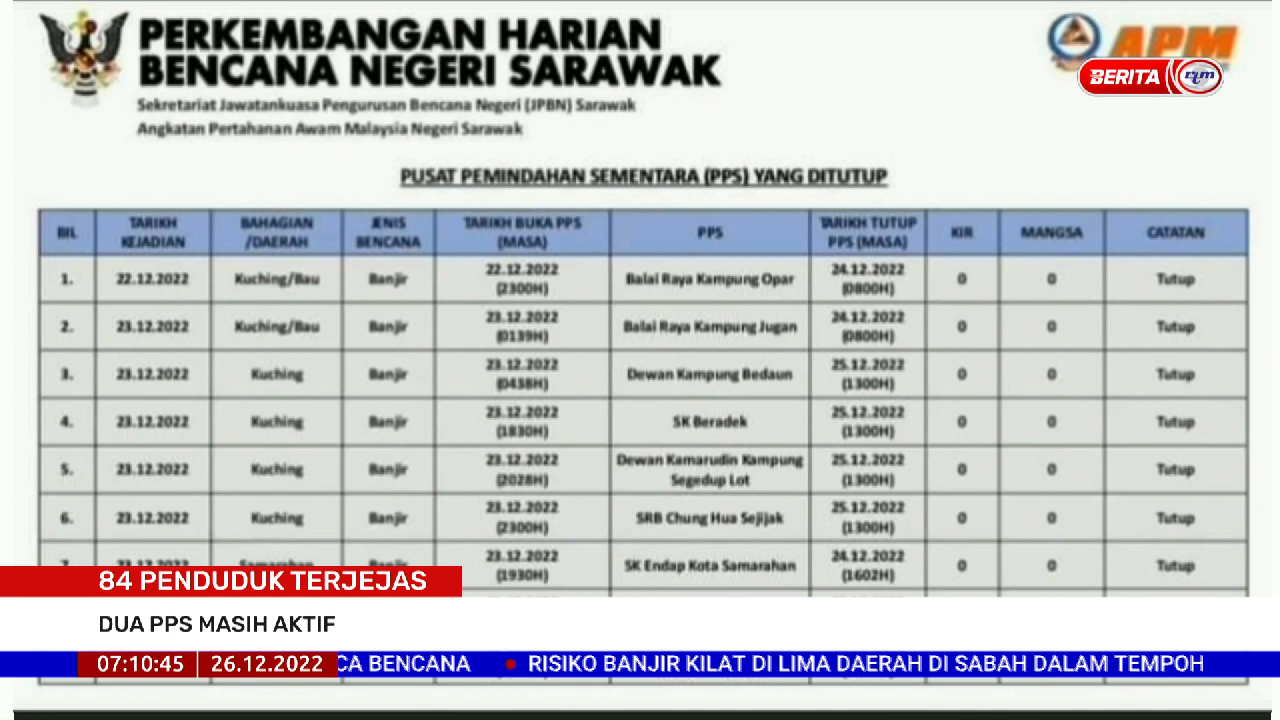 PERKEMBANGAN HARIAN
BENCANA NEGERI SARAWAK
Sekretariat Jawatankuasa Pengurusan Bencana Negeri (JPBN) Sarawak
Angkatan Pertahanan Awam Malaysia Negeri Sarawak
APM
BERITA rtm
PUSAT PEMINDAHAN SEMENTARA (PPS) YANG DITUTUP
BIL TARIKH KEJADIAN BAHAGIAN /DAERAH JENIS BENCANA TARIKH BUKA PPS (MASA) PPS TARIKH TUTUP PPS (MASA) KIR MANGSA CATATAN
1. 22.12.2022 Kuching/Bau Banjir 22.12.2022 (2300H) Balai Raya Kampung Opar 24.12.2022 (0800H) 0 0 Tutup
2. 23.12.2022 Kuching/Bau Banjir 23.12.2022 (0139H) Balai Raya Kampung Jugan 24.12.2022 (0800H) 0 0 Tutup
3. 23.12.2022 Kuching Banjir 23.12.2022 (0438H) Dewan Kampung Bedaun 25.12.2022 (1300H) 0 0 Tutup
4. 23.12.2022 Kuching Banjir 23.12.2022 (1830H) SK Beradek 25.12.2022 (1300H) 0 0 Tutup
5. 23.12.2022 Kuching Banjir 23.12.2022 (2028H) Dewan Kamarudin Kampung Segedup Lot 25.12.2022 (1300H) 0 0 Tutup
6. 23.12.2022 Kuching Banjir 23.12.2022 (2300H) SRB Chung Hua Sejijak 25.12.2022 (1300H) 0 0 Tutup
23.12.2022 (1930H) SK Endap Kota Samarahan 24.12.2022 (1602H) 0 0 Tutup
84 PENDUDUK TERJEJAS
DUA PPS MASIH AKTIF
07:10:45 26.12.2022 CA BENCANA • RISIKO BANJIR KILAT DI LIMA DAERAH DI SABAH DALAM TEMPOH